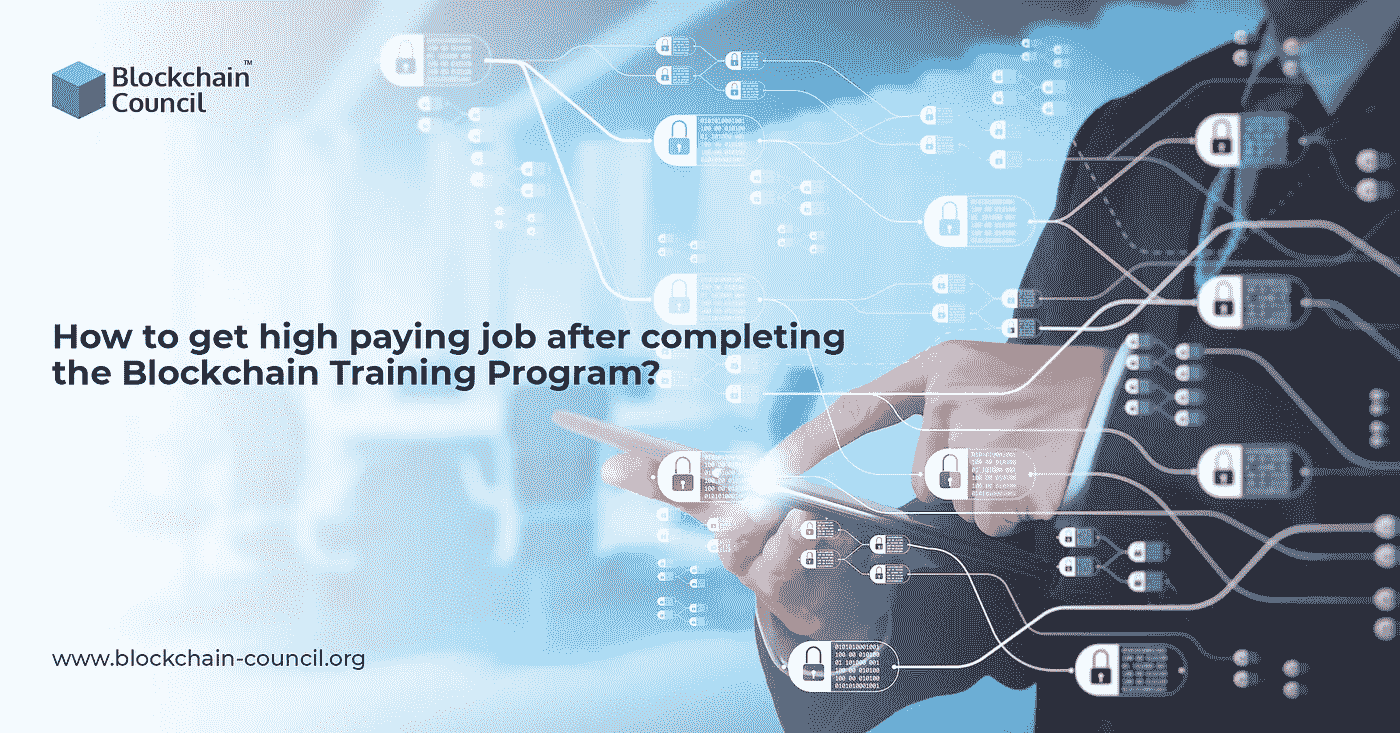 Blockchain™
Council
How to get high paying job after completing
the Blockchain Training Program?
www.blockchain-council.org